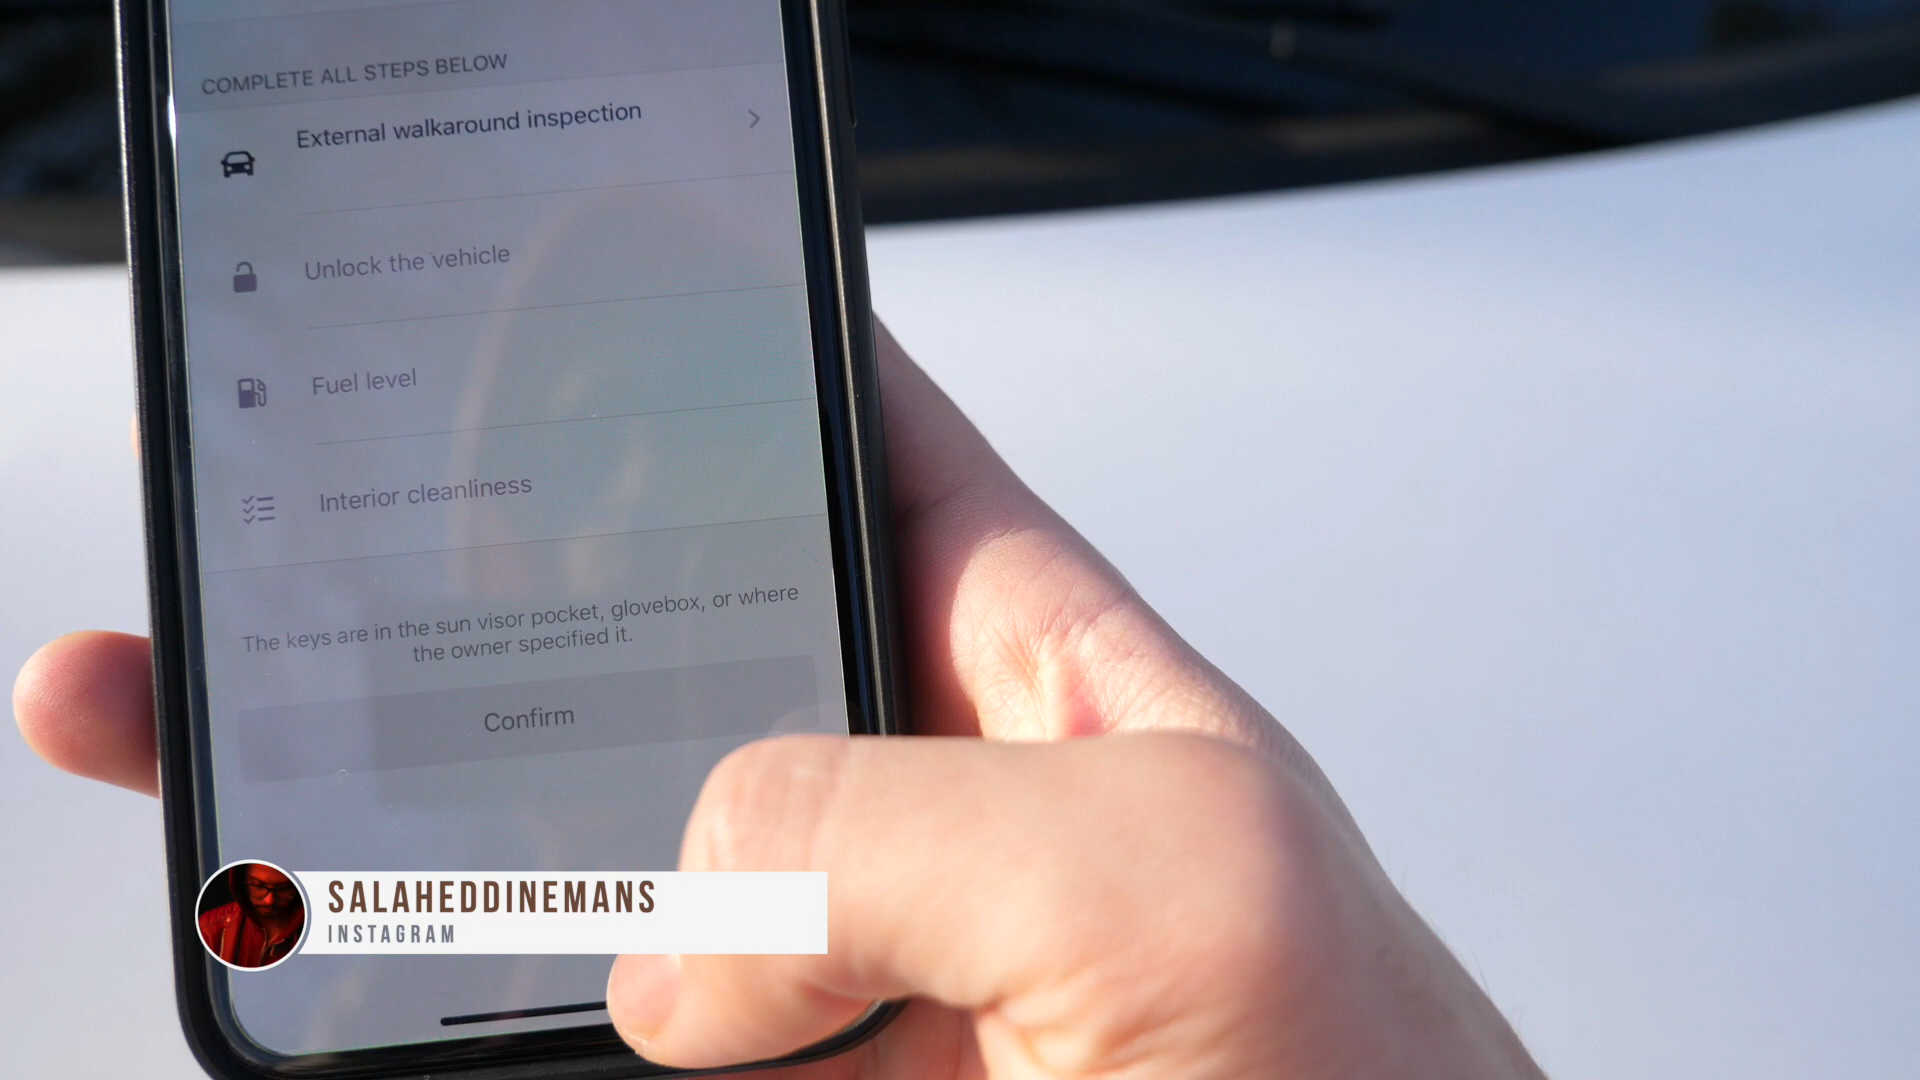 COMPLETE ALL STEPS BELOW
External walkaround inspection
Unlock the vehicle
Fuel level
Interior cleanliness
The keys are in the sun visor pocket, glovebox, or where
the owner specified it.
Confirm
SALAHEDDINEMANS
INSTAGRAM